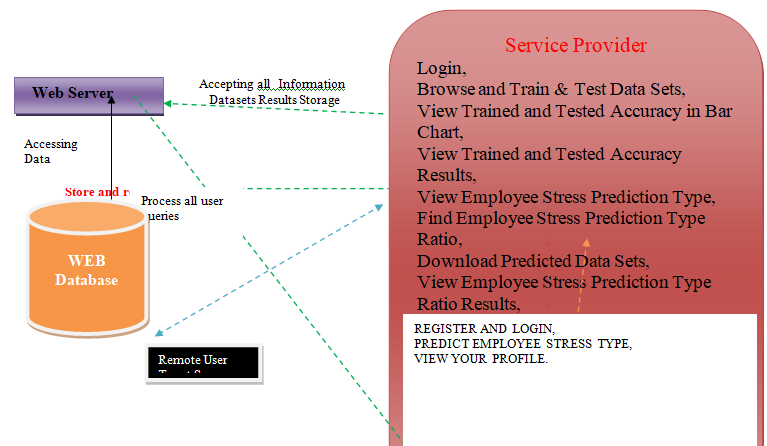 Service Provider
Login,
Browse and Train & Test Data Sets,
View Trained and Tested Accuracy in Bar
Chart,
View Trained and Tested Accuracy
Results,
View Employee Stress Prediction Type,
Find Employee Stress Prediction Type
Ratio,
Download Predicted Data Sets,
View Employee Stress Prediction Type
Ratio Results,
REGISTER AND LOGIN,
PREDICT EMPLOYEE STRESS TYPE,
VIEW YOUR PROFILE.
Accepting all Information
Datasets Results Storage
Web Server
Accessing
Data
Store and
Process all user
WEB
Database
Remote User